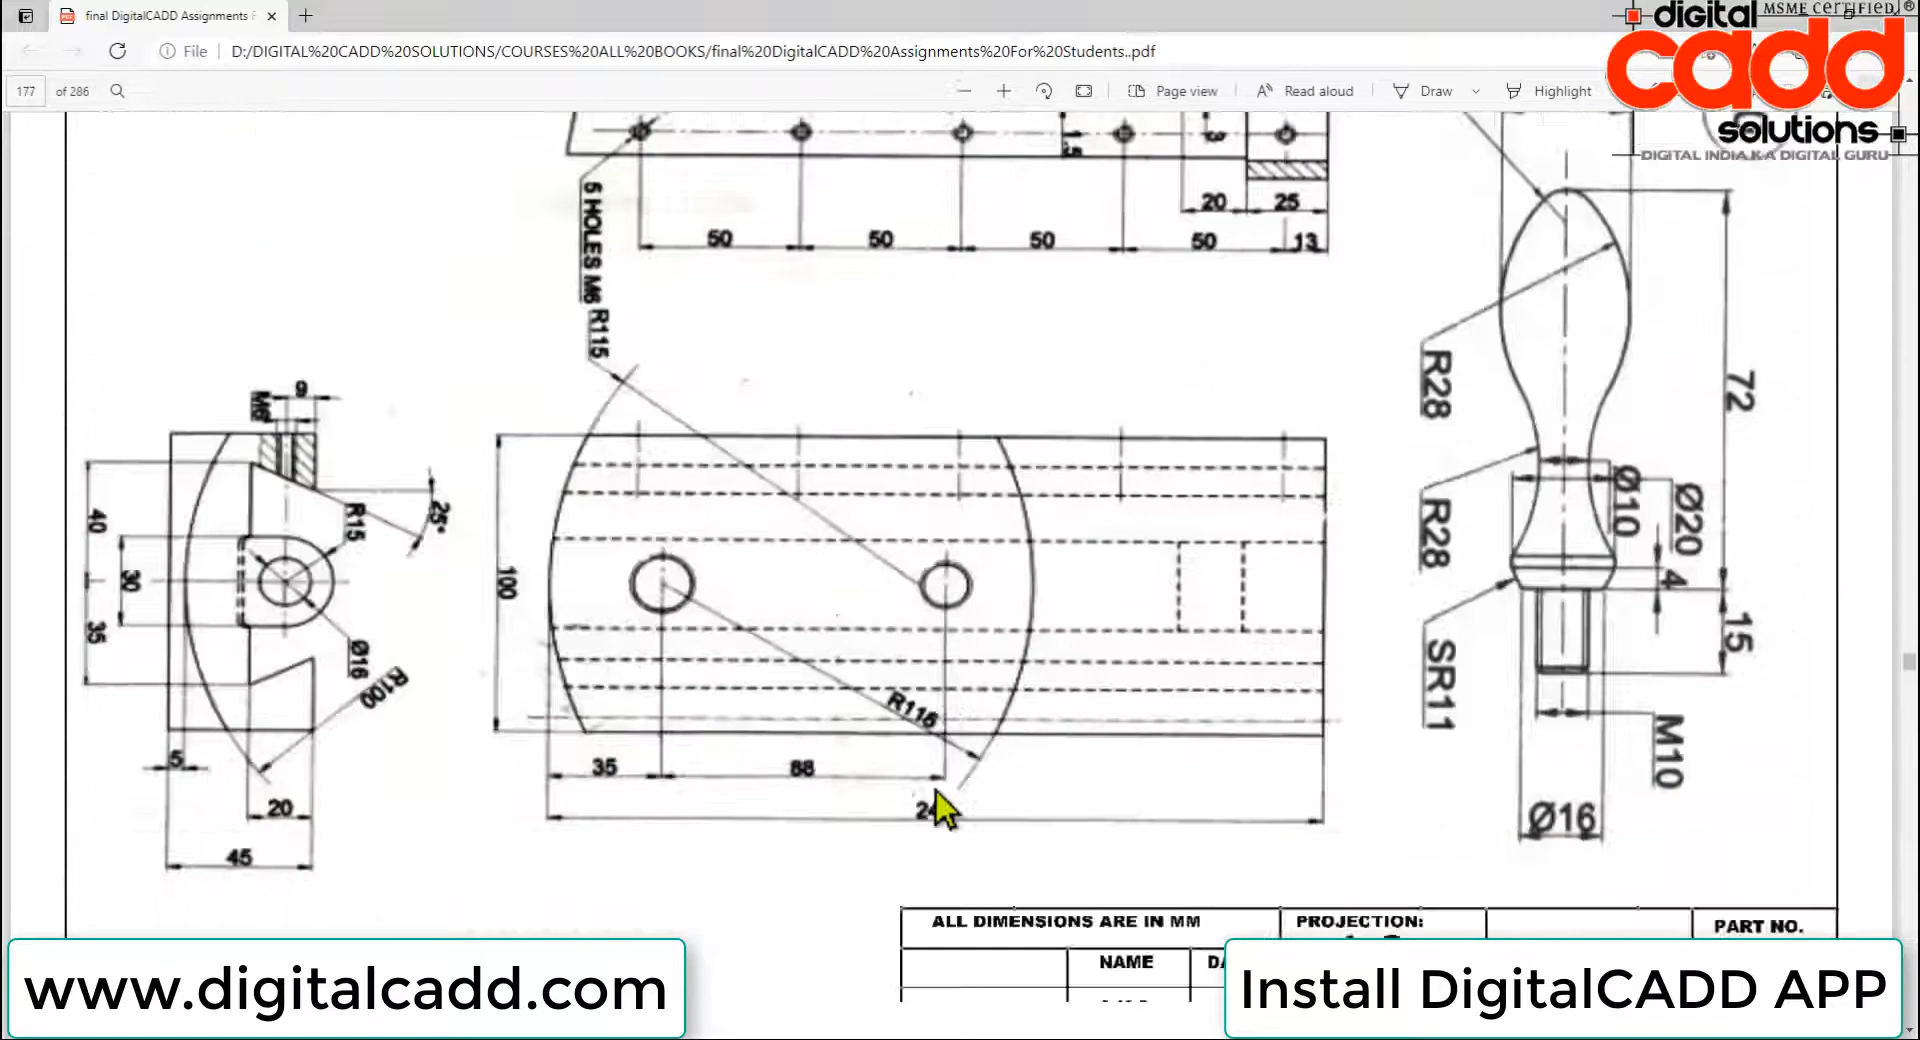 final DigitalCADD Assignments F
File
D:/DIGITAL%20CADD%20SOLUTIONS/COURSES%20ALL%20BOOKS/final%20DigitalCADD%20Assignments%20For%20Students..pdf
177 of 286
Page view
Read aloud
Draw
Highlight
MSME CERTIFIED
®
digital
cadd
solutions
DIGITAL INDIA KA DIGITAL GURU
20
25
50
50
50
50
13
5 HOLES M6
R115
9
M6
25°
R15
40
30
35
Ø16
R100
5
20
45
100
R115
35
88
R28
72
R28
Ø10
Ø20
4
15
SR11
M10
Ø16
ALL DIMENSIONS ARE IN MM
PROJECTION:
PART NO.
NAME
www.digitalcadd.com
Install DigitalCADD APP